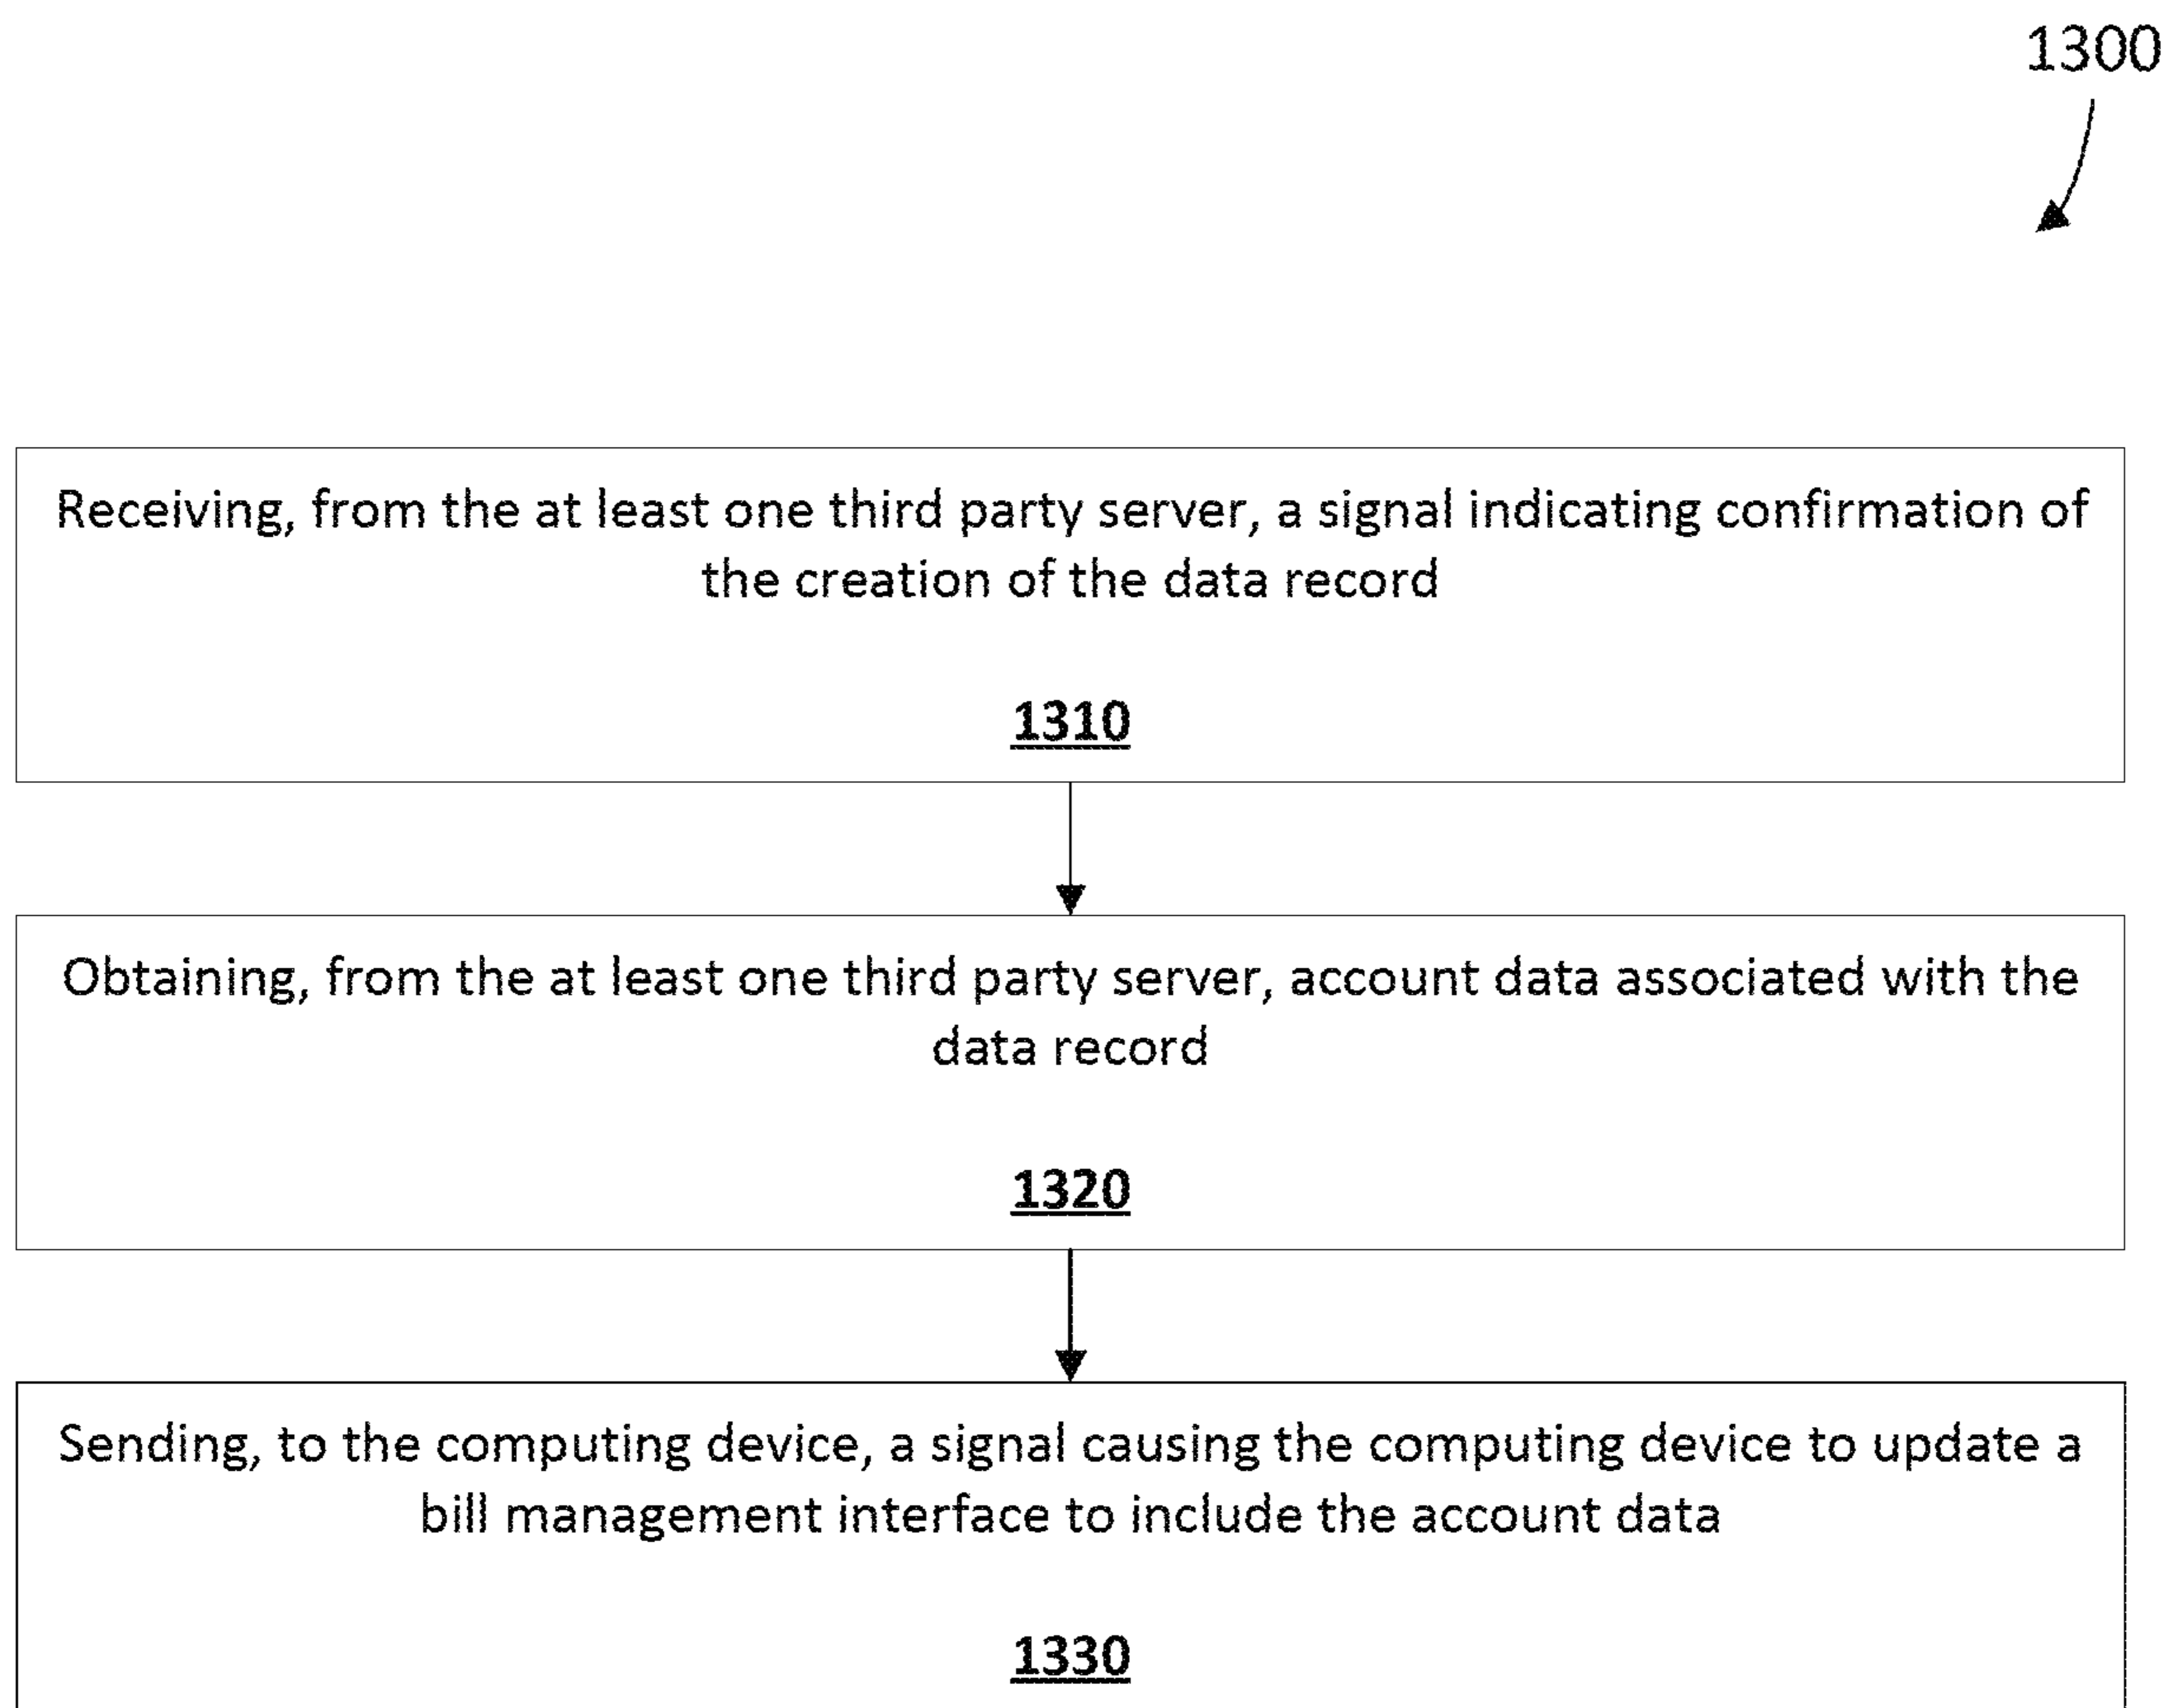 1300
Receiving, from the at least one third party server, a signal indicating confirmation of
the creation of the data record
1310
Obtaining, from the at least one third party server, account data associated with the
data record
1320
Sending, to the computing device, a signal causing the computing device to update a
bill management interface to include the account data
1330